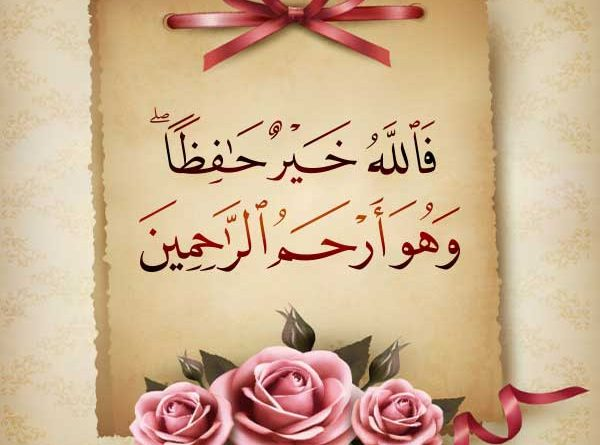 فَٱللَّهُ خَيْرٌ حَٰفِظًا ۖ
وَهُوَ أَرْحَمُ ٱلرَّٰحِمِينَ